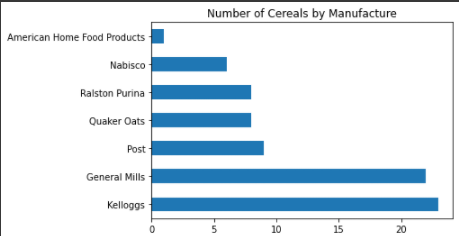 Number of Cereals by Manufacture
American Home Food Products
Nabisco
Ralston Purina
Quaker Oats
Post
General Mills
Kelloggs
0 5 10 15 20